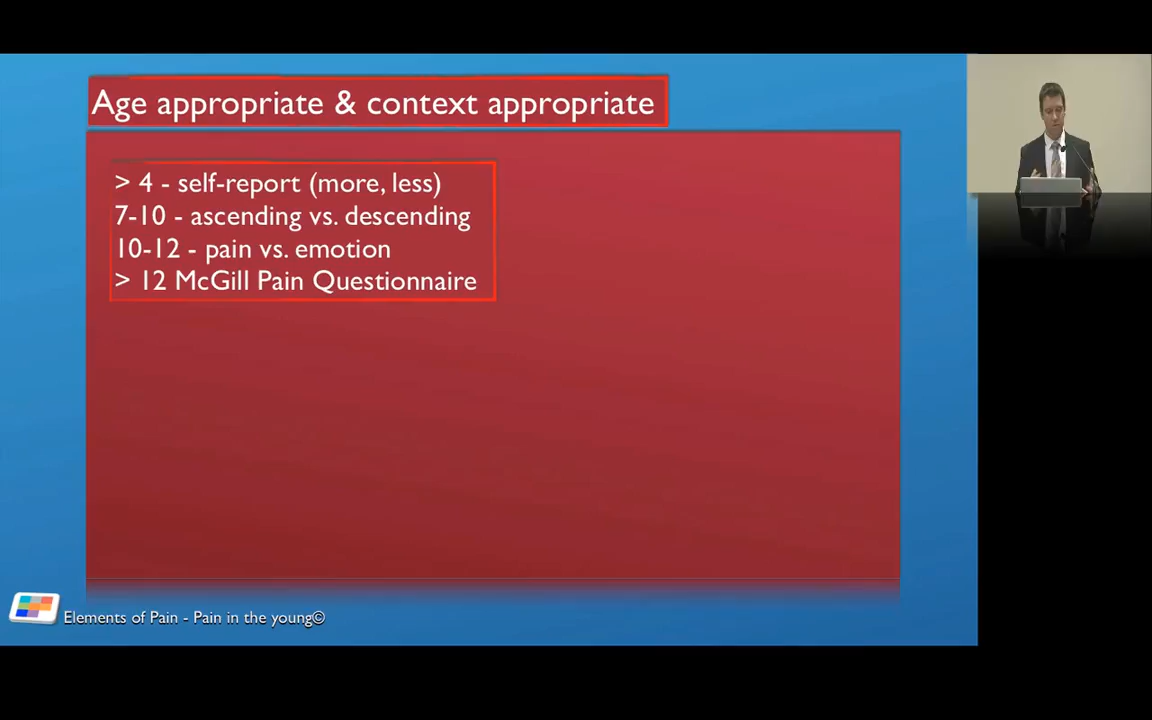 Age appropriate & context appropriate
> 4 - self-report (more, less)
7-10 - ascending vs. descending
10-12 - pain vs. emotion
> 12 McGill Pain Questionnaire
Elements of Pain - Pain in the young©